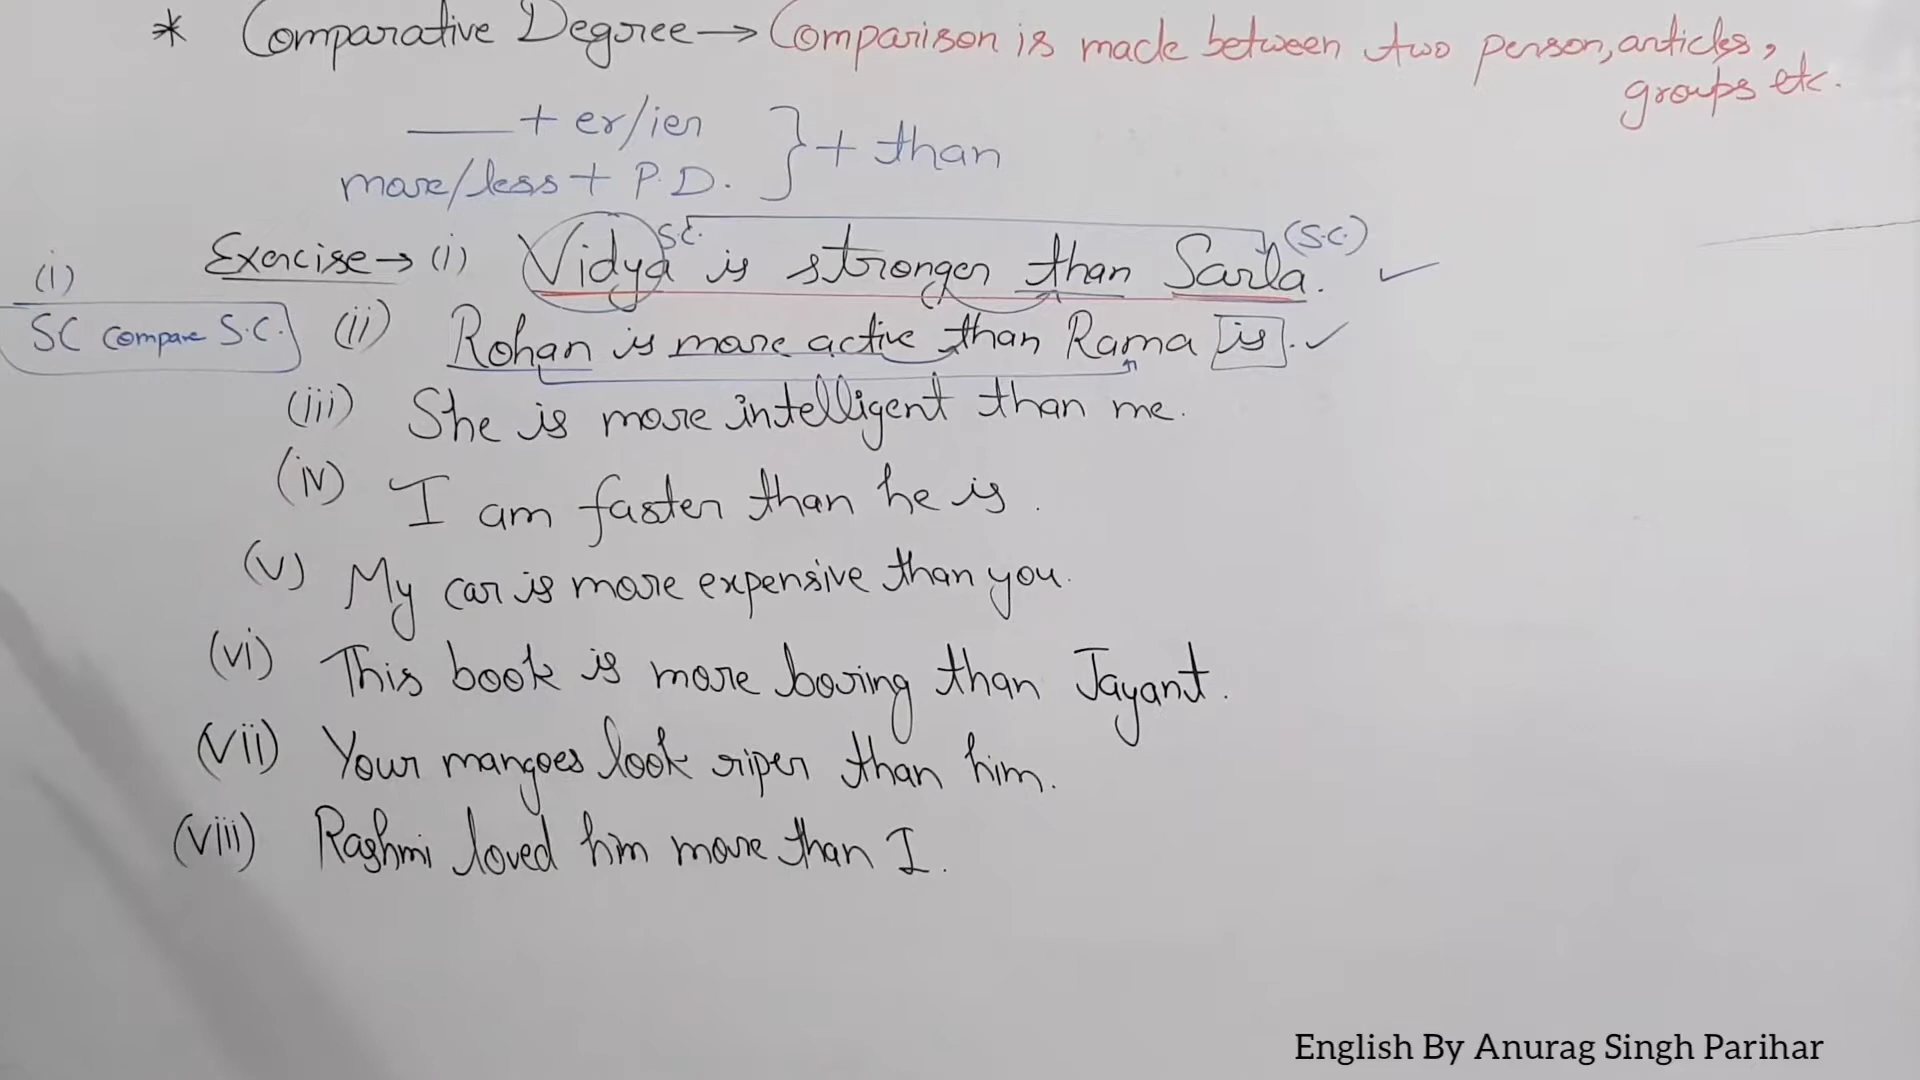 * Comparative Degree → Comparison is made between two person, articles,
groups etc.
___ + er/ier
more/less + P.D. } + than
(i) Exercise → (i) Vidya is stronger than Sarla. ✓
S.C. (S.C.)
SC compare S.C. (ii) Rohan is more active than Rama is. ✓
(iii) She is more intelligent than me.
(iv) I am faster than he is.
(v) My car is more expensive than you.
(vi) This book is more boring than Jayant.
(vii) Your mangoes look riper than him.
(viii) Rashmi loved him more than I.
English By Anurag Singh Parihar